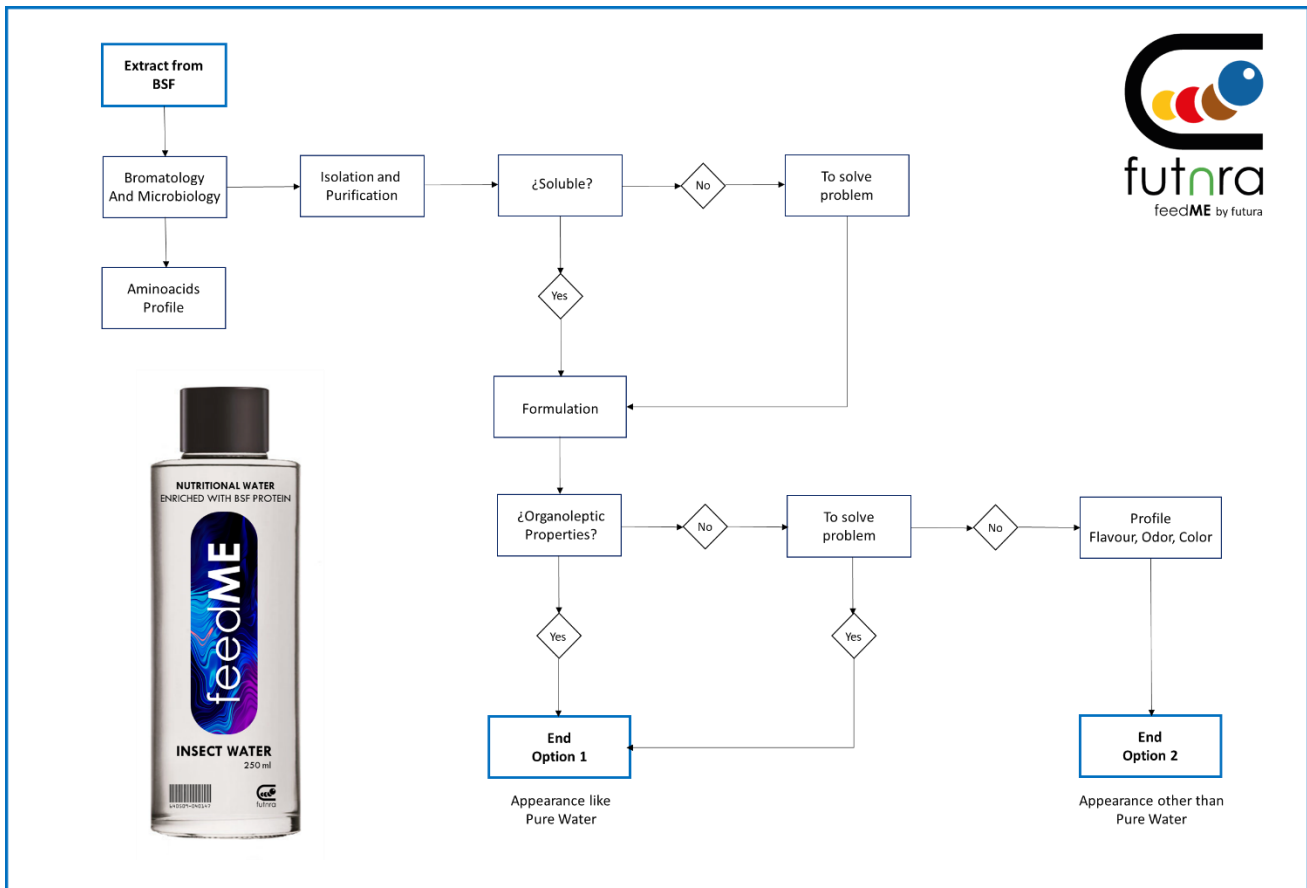 Extract from
BSF
Bromatology
And Microbiology
Isolation and
Purification
¿Soluble?
No
To solve
problem
futnra
feedME by futura
Aminoacids
Profile
Yes
Formulation
¿Organoleptic
Properties?
No
To solve
problem
No
Profile
Flavour, Odor, Color
Yes
Yes
End
Option 1
End
Option 2
Appearance like
Pure Water
Appearance other than
Pure Water
NUTRITIONAL WATER
ENRICHED WITH BSF PROTEIN
feedME
INSECT WATER
250 ml
futnra